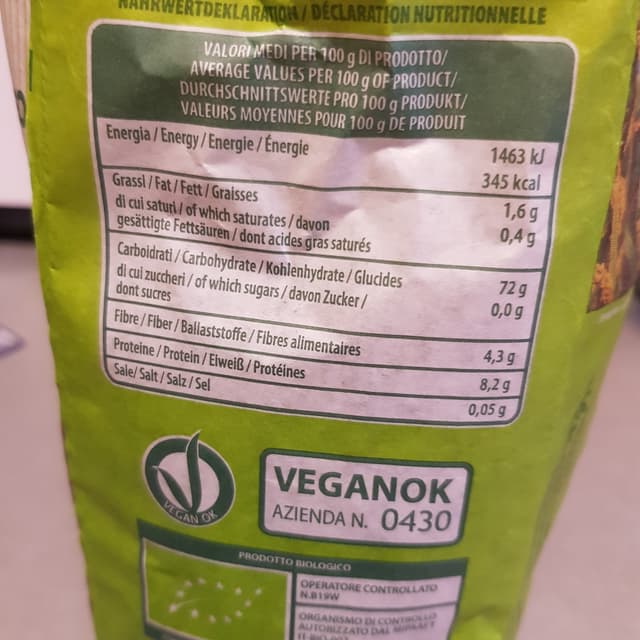 NÄHRWERTDEKLARATION / DÉCLARATION NUTRITIONNELLE
VALORI MEDI PER 100 g DI PRODOTTO/
AVERAGE VALUES PER 100 g OF PRODUCT/
DURCHSCHNITTSWERTE PRO 100 g PRODUKT/
VALEURS MOYENNES POUR 100 g DE PRODUIT
Energia / Energy / Energie / Énergie 1463 kJ
345 kcal
Grassi / Fat / Fett / Graisses 1,6 g
di cui saturi / of which saturates / davon 0,4 g
gesättigte Fettsäuren / dont acides gras saturés
Carboidrati / Carbohydrate / Kohlenhydrate / Glucides 72 g
di cui zuccheri / of which sugars / davon Zucker / 0,0 g
dont sucres
Fibre / Fiber / Ballaststoffe / Fibres alimentaires 4,3 g
Proteine / Protein / Eiweiß / Protéines 8,2 g
Sale/ Salt / Salz / Sel 0,05 g
VEGAN OK
VEGANOK
AZIENDA N. 0430
PRODOTTO BIOLOGICO
OPERATORE CONTROLLATO
N.B19W
ORGANISMO DI CONTROLLO
AUTORIZZATO DAL MIPAAFT